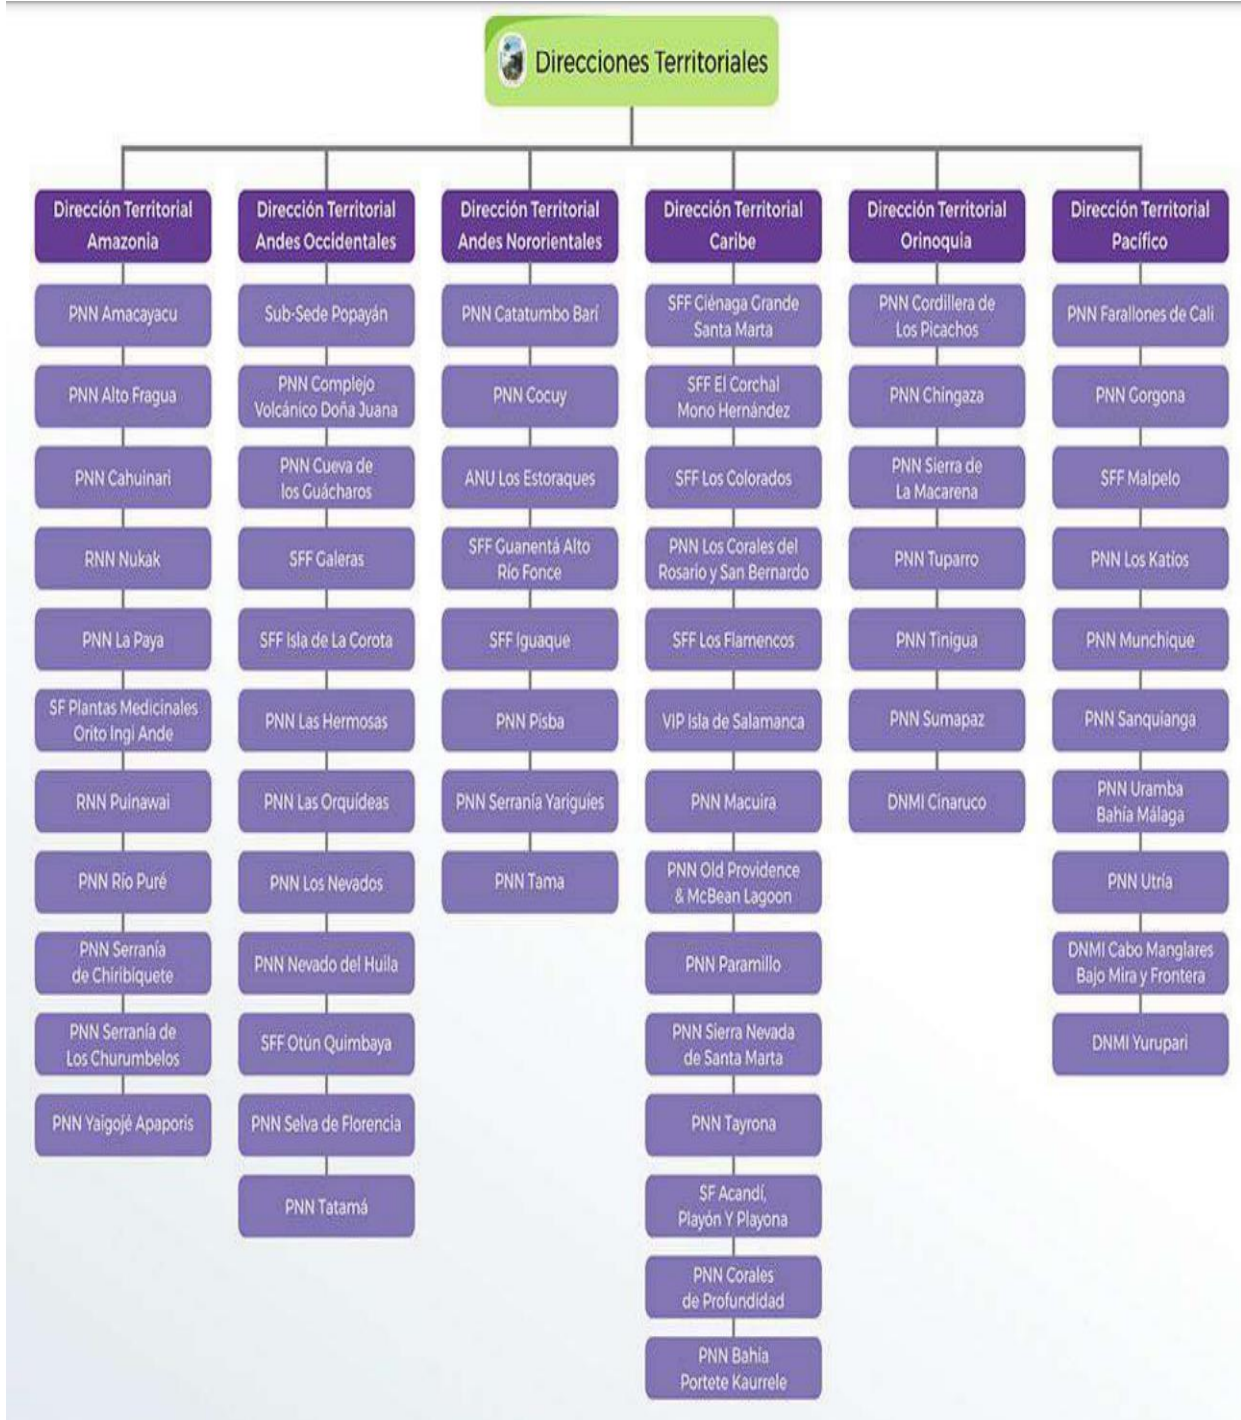 Direcciones Territoriales
Dirección Territorial
Amazonia
PNN Amacayacu
PNN Alto Fragua
PNN Cahuinari
RNN Nukak
PNN La Paya
SF Plantas Medicinales
Orito Ingi Ande
RNN Puinawai
PNN Río Puré
PNN Serranía
de Chiribiquete
PNN Serranía de
Los Churumbelos
PNN Yaigojé Apaporis
Dirección Territorial
Andes Occidentales
Sub-Sede Popayán
PNN Complejo
Volcánico Doña Juana
PNN Cueva de
los Guácharos
SFF Galeras
SFF Isla de La Corota
PNN Las Hermosas
PNN Las Orquídeas
PNN Los Nevados
PNN Nevado del Huila
SFF Otún Quimbaya
PNN Selva de Florencia
PNN Tatamá
Dirección Territorial
Andes Nororientales
PNN Catatumbo Barí
PNN Cocuy
ANU Los Estoraques
SFF Guanentá Alto
Río Fonce
SFF Iguaque
PNN Pisba
PNN Serranía Yariguíes
PNN Tama
Dirección Territorial
Caribe
SFF Ciénaga Grande
Santa Marta
SFF El Corchal
Mono Hernández
SFF Los Colorados
PNN Los Corales del
Rosario y San Bernardo
SFF Los Flamencos
VIP Isla de Salamanca
PNN Macuira
PNN Old Providence
& McBean Lagoon
PNN Paramillo
PNN Sierra Nevada
de Santa Marta
PNN Tayrona
SF Acandí,
Playón Y Playona
PNN Corales
de Profundidad
PNN Bahía
Portete Kaurrele
Dirección Territorial
Orinoquia
PNN Cordillera de
Los Picachos
PNN Chingaza
PNN Sierra de
La Macarena
PNN Tuparro
PNN Tinigua
PNN Sumapaz
DNMI Cinaruco
Dirección Territorial
Pacífico
PNN Farallones de Cali
PNN Gorgona
SFF Malpelo
PNN Los Katíos
PNN Munchique
PNN Sanquianga
PNN Uramba
Bahía Málaga
PNN Utría
DNMI Cabo Manglares
Bajo Mira y Frontera
DNMI Yurupari